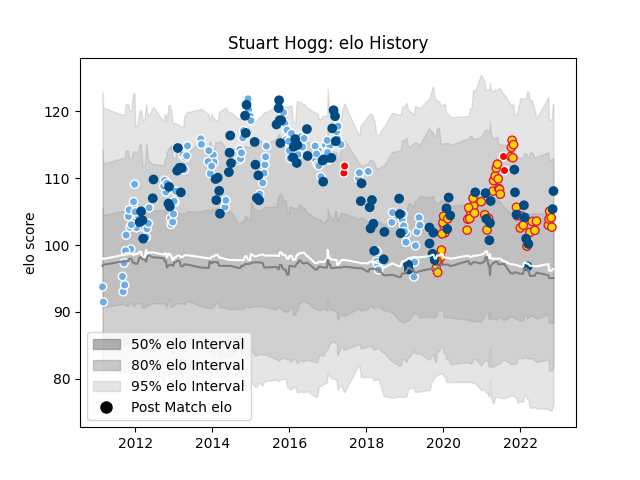 Stuart Hogg: elo History
elo score
120
110
100
90
80
50% elo Interval
80% elo Interval
95% elo Interval
Post Match elo
2012 2014 2016 2018 2020 2022